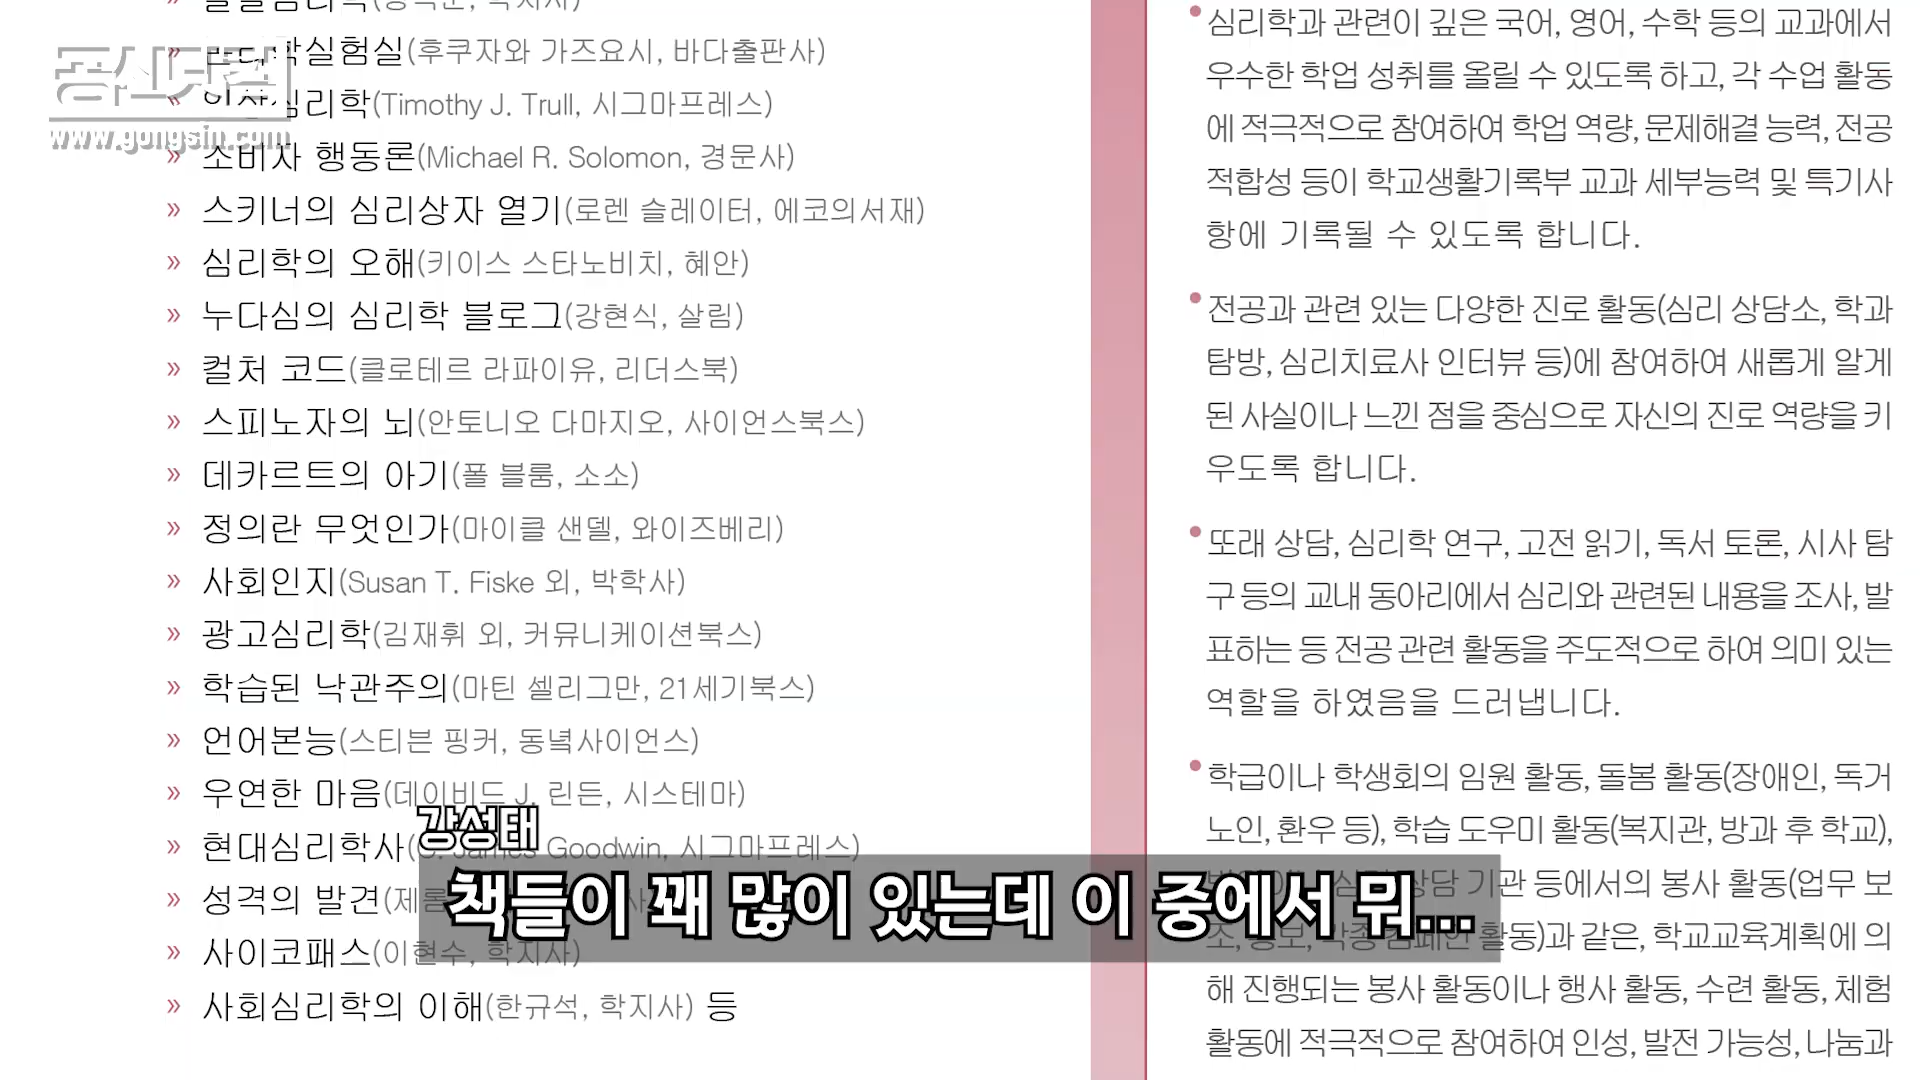 (후쿠자와 가즈요시, 바다출판사)
(Timothy J. Trull, 시그마프레스)
공신닷컴
www.gongsin.com
» 소비자 행동론(Michael R. Solomon, 경문사)
» 스키너의 심리상자 열기(로렌 슬레이터, 에코의서재)
» 심리학의 오해(키이스 스타노비치, 혜안)
» 누다심의 심리학 블로그(강현식, 살림)
» 컬처 코드(클로테르 라파이유, 리더스북)
» 스피노자의 뇌(안토니오 다마지오, 사이언스북스)
» 데카르트의 아기(폴 블룸, 소소)
» 정의란 무엇인가(마이클 샌델, 와이즈베리)
» 사회인지(Susan T. Fiske 외, 박학사)
» 광고심리학(김재휘 외, 커뮤니케이션북스)
» 학습된 낙관주의(마틴 셀리그만, 21세기북스)
» 언어본능(스티븐 핑커, 동녘사이언스)
» 우연한 마음(데이비드 J. 린든, 시스테마)
» 현대심리학사( James Goodwin, 시그마프레스)
» 성격의 발견(제롬
» 사이코패스(이현수, 학지사)
» 사회심리학의 이해(한규석, 학지사) 등
• 심리학과 관련이 깊은 국어, 영어, 수학 등의 교과에서
우수한 학업 성취를 올릴 수 있도록 하고, 각 수업 활동
에 적극적으로 참여하여 학업 역량, 문제해결 능력, 전공
적합성 등이 학교생활기록부 교과 세부능력 및 특기사
항에 기록될 수 있도록 합니다.
• 전공과 관련 있는 다양한 진로 활동(심리 상담소, 학과
탐방, 심리치료사 인터뷰 등)에 참여하여 새롭게 알게
된 사실이나 느낀 점을 중심으로 자신의 진로 역량을 키
우도록 합니다.
• 또래 상담, 심리학 연구, 고전 읽기, 독서 토론, 시사 탐
구 등의 교내 동아리에서 심리와 관련된 내용을 조사, 발
표하는 등 전공 관련 활동을 주도적으로 하여 의미 있는
역할을 하였음을 드러냅니다.
• 학급이나 학생회의 임원 활동, 돌봄 활동(장애인, 독거
노인, 환우 등), 학습 도우미 활동(복지관, 방과 후 학교),
상담 기관 등에서의 봉사 활동(업무 보
활동)과 같은, 학교교육계획에 의
해 진행되는 봉사 활동이나 행사 활동, 수련 활동, 체험
활동에 적극적으로 참여하여 인성, 발전 가능성, 나눔과
강성태
책들이 꽤 많이 있는데 이 중에서 뭐...